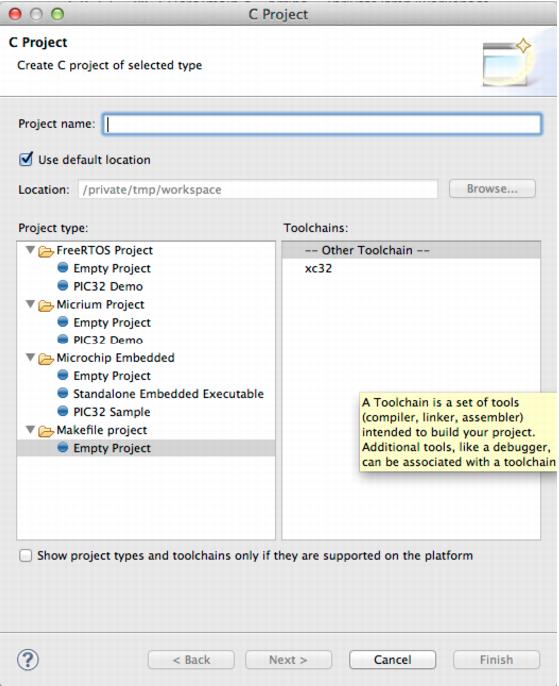 C Project
C Project
Create C project of selected type
Project name:
Use default location
Location: /private/tmp/workspace Browse...
Project type: Toolchains:
FreeRTOS Project
Empty Project
PIC32 Demo
Micrium Project
Empty Project
PIC32 Demo
Microchip Embedded
Empty Project
Standalone Embedded Executable
PIC32 Sample
Makefile project
Empty Project
-- Other Toolchain --
xc32
A Toolchain is a set of tools
(compiler, linker, assembler)
intended to build your project.
Additional tools, like a debugger,
can be associated with a toolchain
Show project types and toolchains only if they are supported on the platform
? < Back Next > Cancel Finish